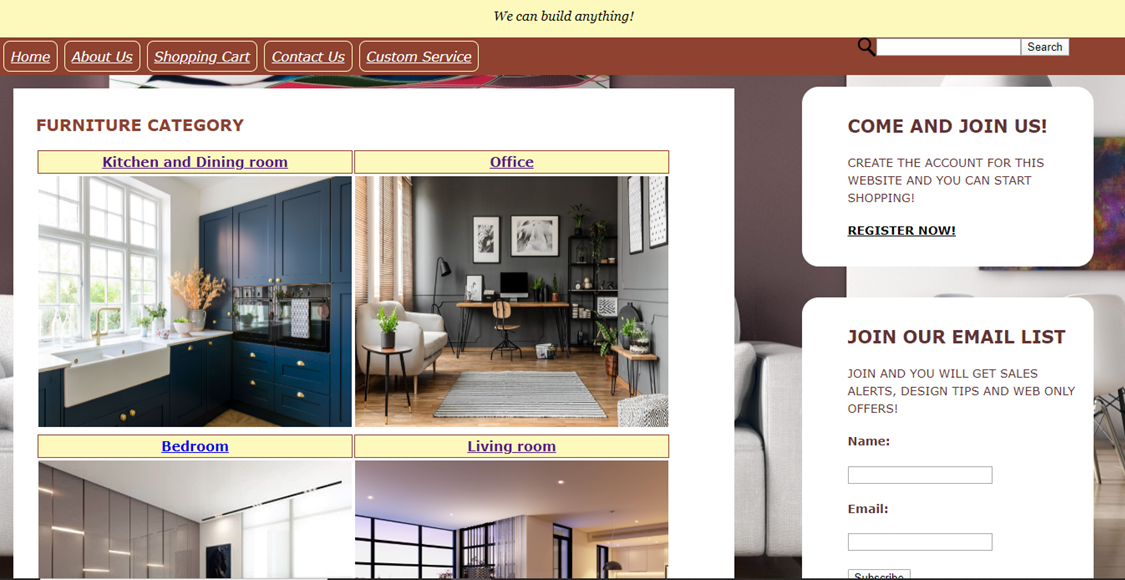 We can build anything!
Home About Us Shopping Cart Contact Us Custom Service Search
FURNITURE CATEGORY
Kitchen and Dining room Office
Bedroom Living room
COME AND JOIN US!
CREATE THE ACCOUNT FOR THIS
WEBSITE AND YOU CAN START
SHOPPING!
REGISTER NOW!
JOIN OUR EMAIL LIST
JOIN AND YOU WILL GET SALES
ALERTS, DESIGN TIPS AND WEB ONLY
OFFERS!
Name:
Email:
Subscribe